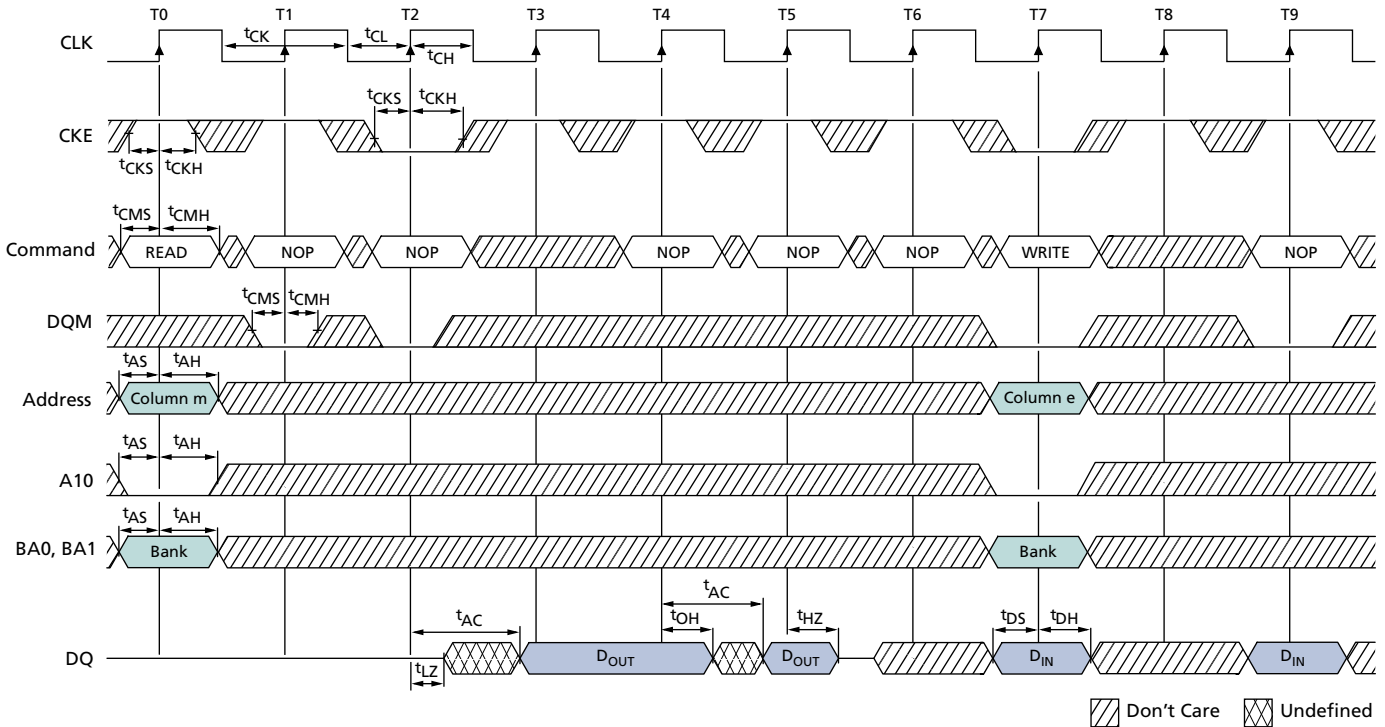 T0 T1 T2 T3 T4 T5 T6 T7 T8 T9
CLK
tCK tCL
tCH
tCKS tCKH
CKE
tCKS tCKH
tCMS tCMH
Command READ NOP NOP NOP NOP NOP WRITE NOP
tCMS tCMH
DQM
tAS tAH
Address Column m Column e
tAS tAH
A10
tAS tAH
BA0, BA1 Bank Bank
tAC tAC tOH tHZ tDS tDH
DQ DOUT DOUT DIN DIN
tLZ
Don't Care Undefined